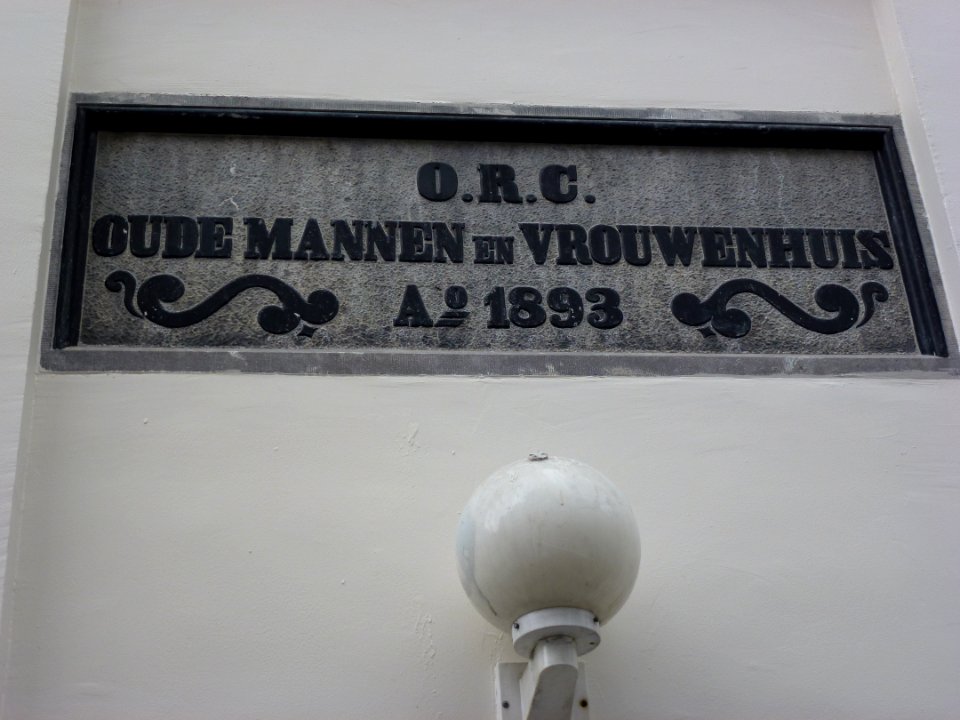 O.R.C.
OUDE MANNEN EN VROUWENHUIS
Aº 1893